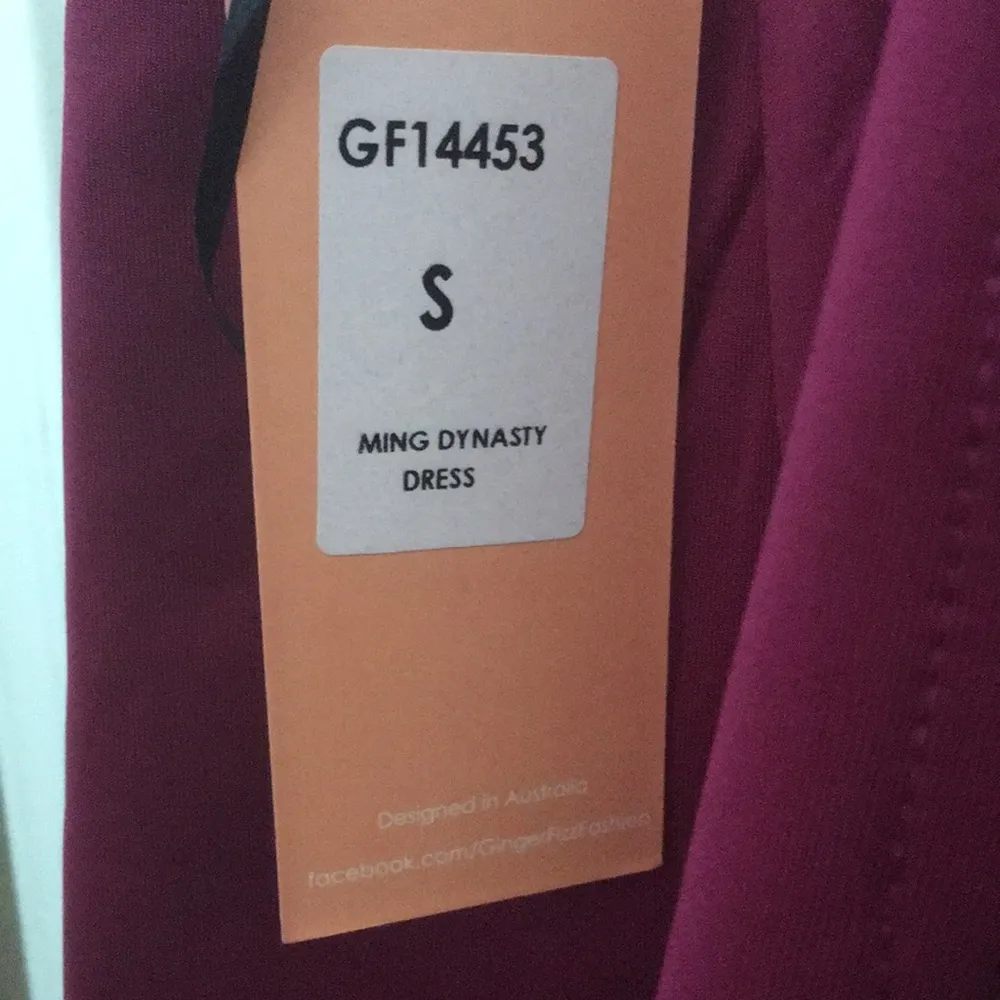 GF14453
S
MING DYNASTY
DRESS
Designed in Australia
facebook.com/GingerFizzFashion